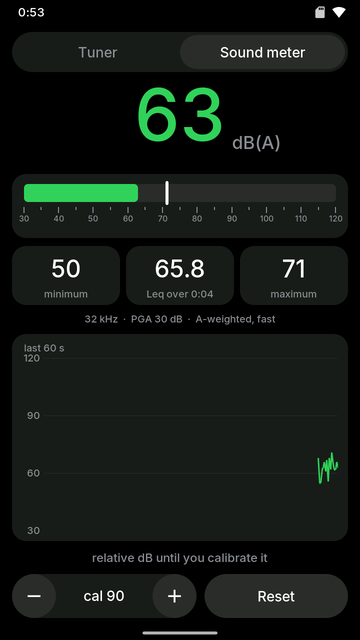 0:53
Tuner
Sound meter
63 dB(A)
30 40 50 60 70 80 90 100 110 120
50
minimum
65.8
Leq over 0:04
71
maximum
32 kHz · PGA 30 dB · A-weighted, fast
last 60 s
120
90
60
30
relative dB until you calibrate it
− cal 90 +
Reset